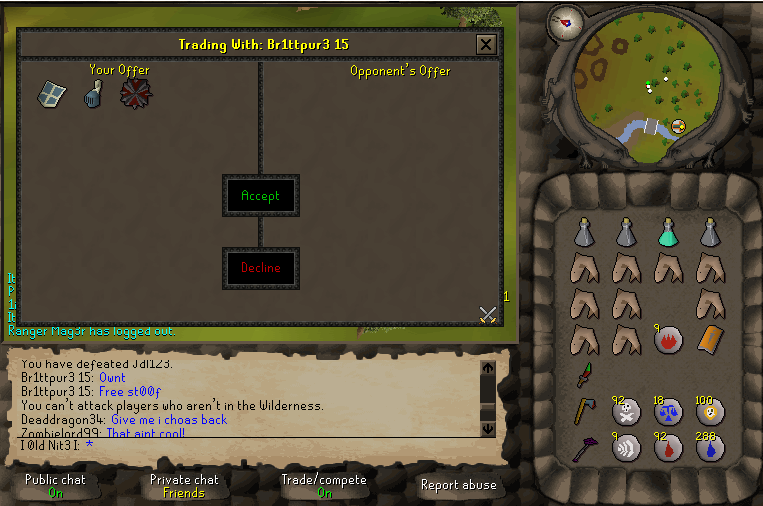 Trading With: Br1ttpur3 15
Your Offer
Opponent's Offer
Accept
Decline
1
Ranger Mag0r has logged out.
You have defeated Jdl123.
Br1ttpur3 15: Ownt
Br1ttpur3 15: Free st00f
You can't attack players who aren't in the Wilderness.
Deaddragon34: Give me i choas back
Zombielord99: That aint cool!
I 0ld Nit3 I: *
Public chat
On
Private chat
Friends
Trade/compete
On
Report abuse
9
92
18
100
9
92
288